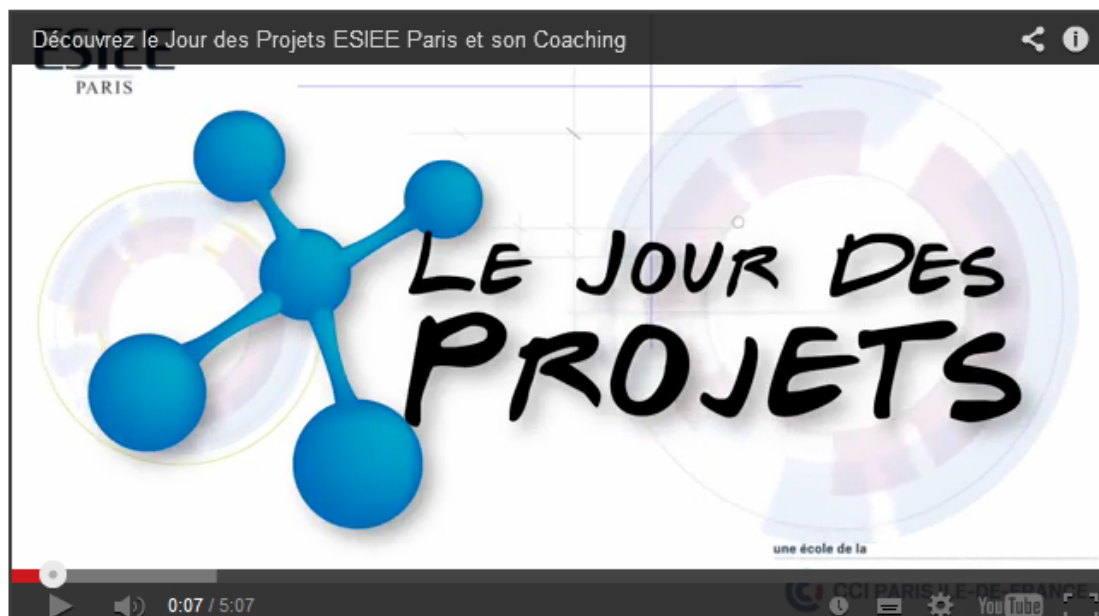 Découvrez le Jour des Projets ESIEE Paris et son Coaching
ESIEE
PARIS
LE JOUR DES
PROJETS
une école de la
CCI PARIS ILE-DE-FRANCE
0:07 / 5:07
YouTube